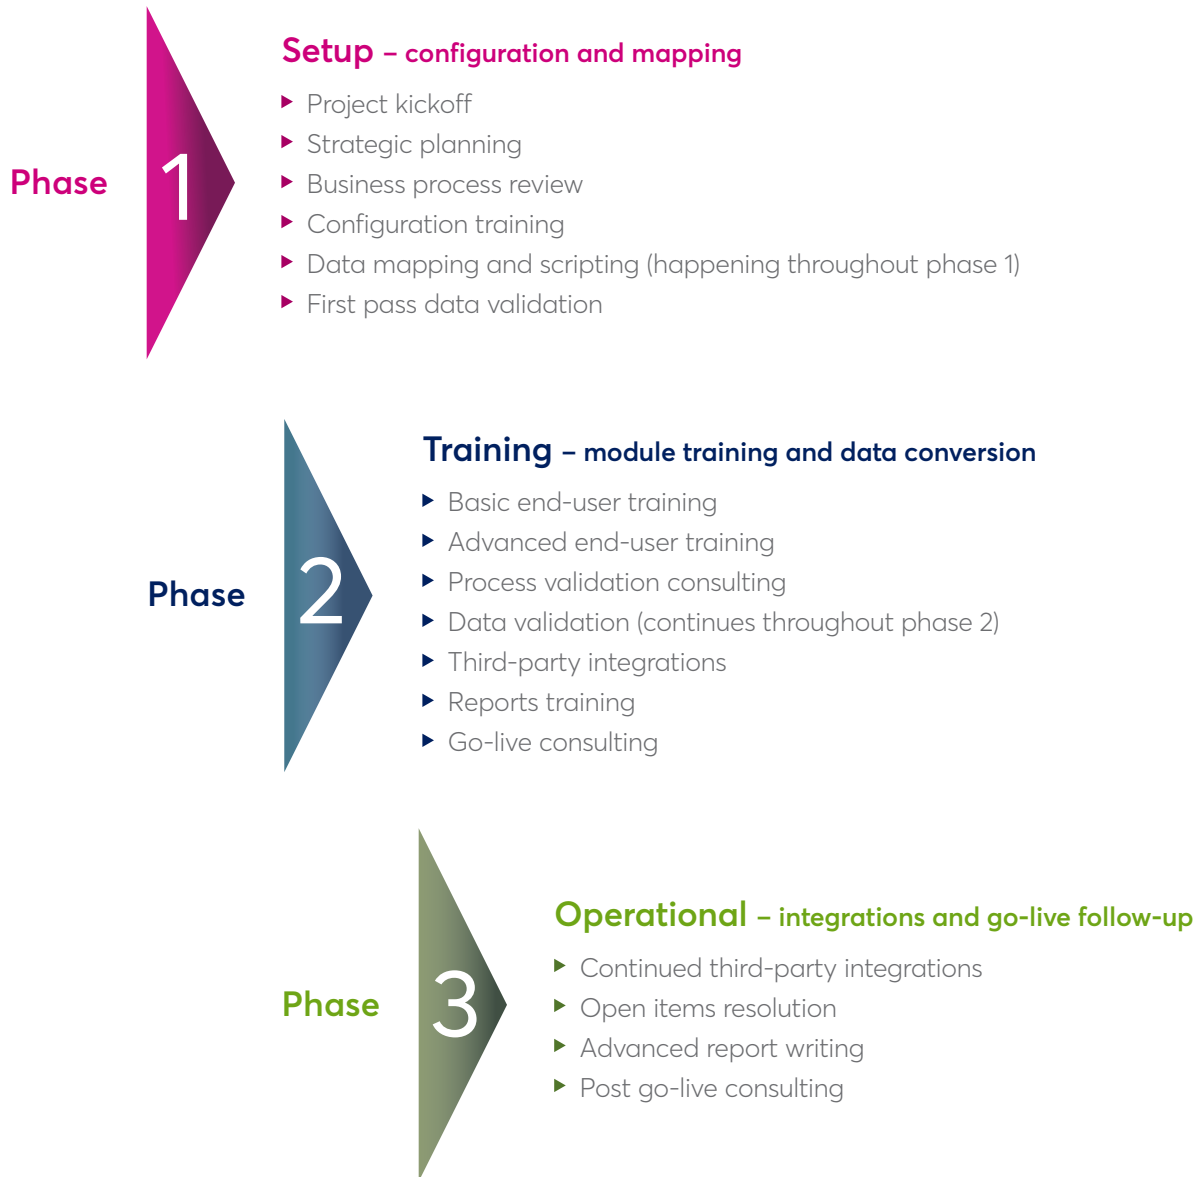 Setup – configuration and mapping
Project kickoff
Strategic planning
Business process review
Configuration training
Data mapping and scripting (happening throughout phase 1)
First pass data validation
Phase 1
Training – module training and data conversion
Basic end-user training
Advanced end-user training
Process validation consulting
Data validation (continues throughout phase 2)
Third-party integrations
Reports training
Go-live consulting
Phase 2
Operational – integrations and go-live follow-up
Continued third-party integrations
Open items resolution
Advanced report writing
Post go-live consulting
Phase 3